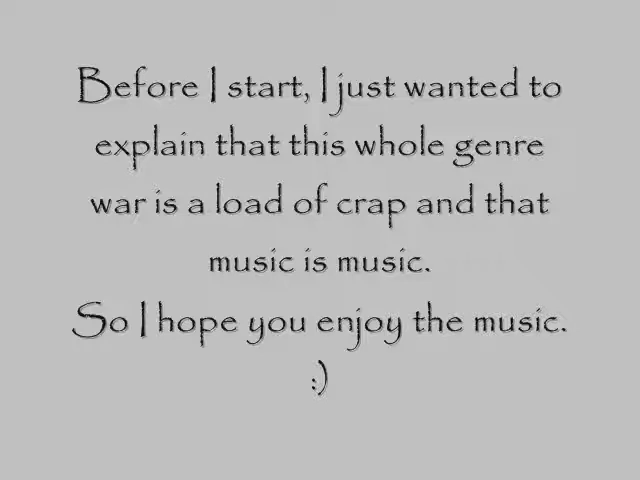 Before I start, I just wanted to
explain that this whole genre
war is a load of crap and that
music is music.
So I hope you enjoy the music.
:)